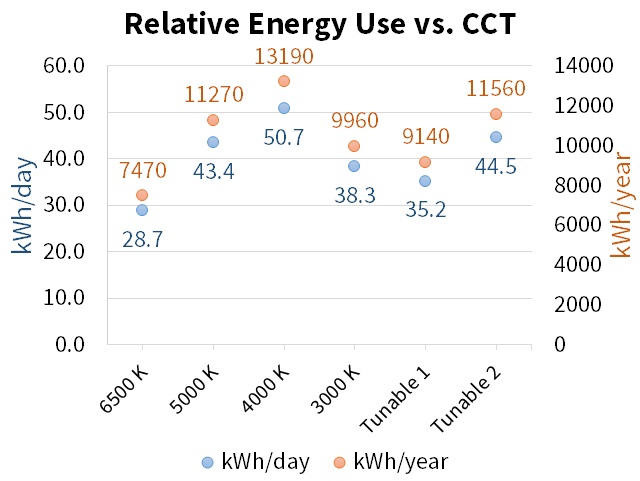 Relative Energy Use vs. CCT
60.0
50.0
40.0
30.0
20.0
10.0
0.0
kWh/day
14000
12000
10000
8000
6000
4000
2000
0
kWh/year
7470
11270
13190
9960
9140
11560
28.7
43.4
50.7
38.3
35.2
44.5
6500 K
5000 K
4000 K
3000 K
Tunable 1
Tunable 2
kWh/day
kWh/year